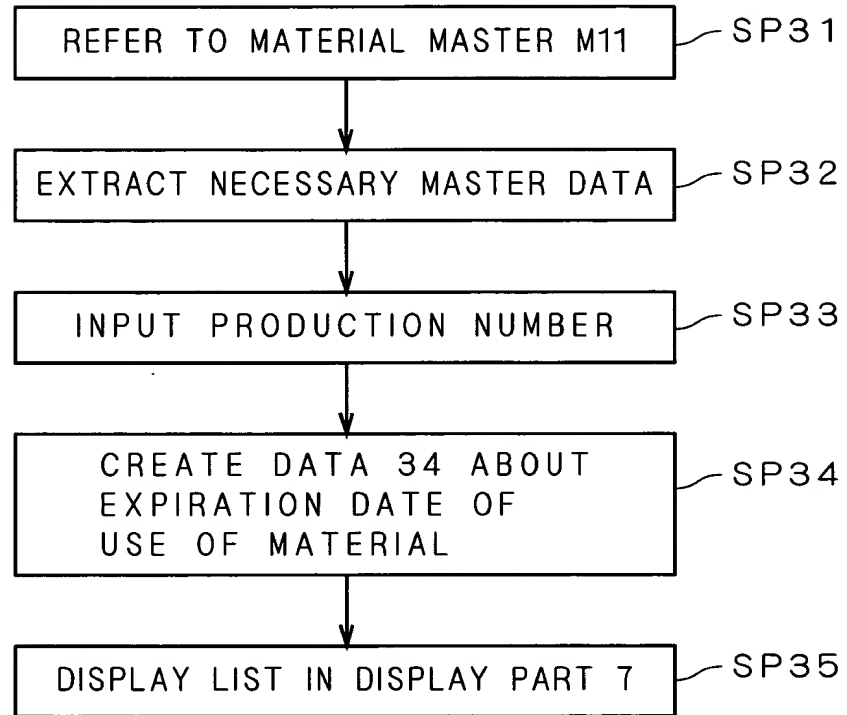 REFER TO MATERIAL MASTER M11
SP31
EXTRACT NECESSARY MASTER DATA
SP32
INPUT PRODUCTION NUMBER
SP33
CREATE DATA 34 ABOUT
EXPIRATION DATE OF
USE OF MATERIAL
SP34
DISPLAY LIST IN DISPLAY PART 7
SP35